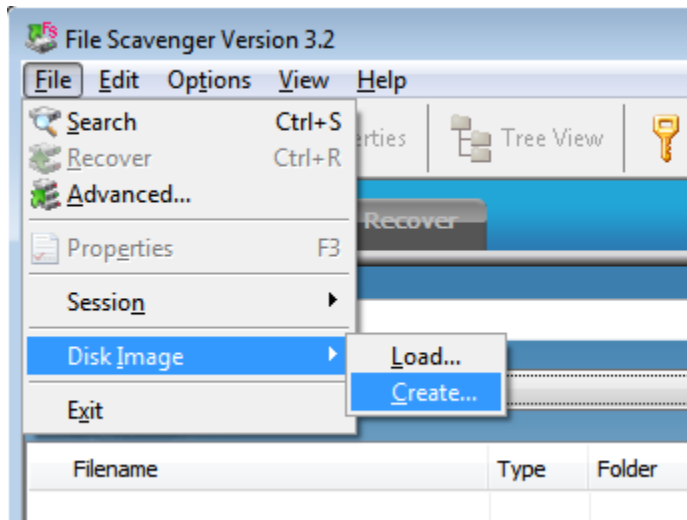 File Scavenger Version 3.2
File Edit Options View Help
Search Ctrl+S
erties Tree View
Recover Ctrl+R
Advanced...
Recover
Properties F3
Session
Disk Image Load...
Create...
Exit
Filename Type Folder